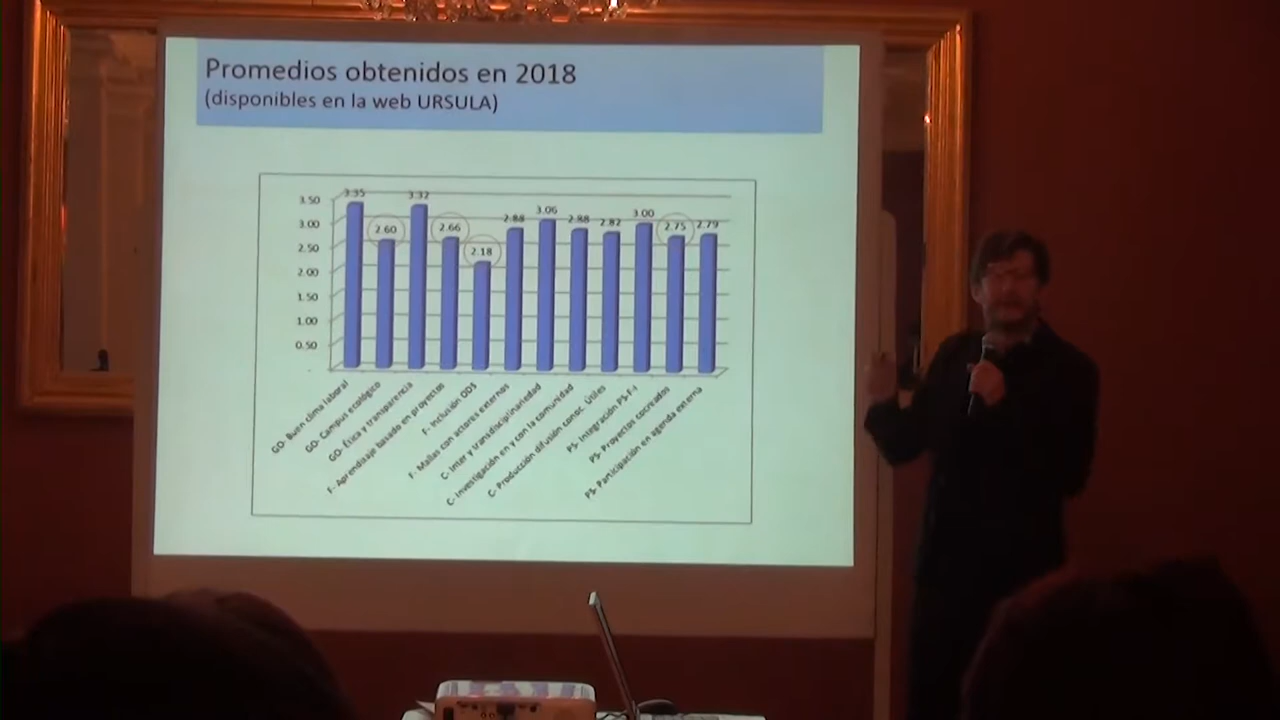 Promedios obtenidos en 2018
(disponibles en la web URSULA)
3.50
3.00
2.50
2.00
1.50
1.00
0.50
-
3.35
2.60
3.32
2.66
2.18
2.88
3.06
2.88
2.82
3.00
2.75
2.79
GO- Buen clima laboral
GO- Campus ecológico
GO- Ética y transparencia
F- Aprendizaje basado en proyectos
F- Inclusión ODS
F- Mallas con actores externos
C- Inter y transdisciplinariedad
C- Investigación en y con la comunidad
C- Producción difusión conoc. Útiles
PS- Integración PS-F-I
PS- Proyectos cocreados
PS- Participación en agenda externa